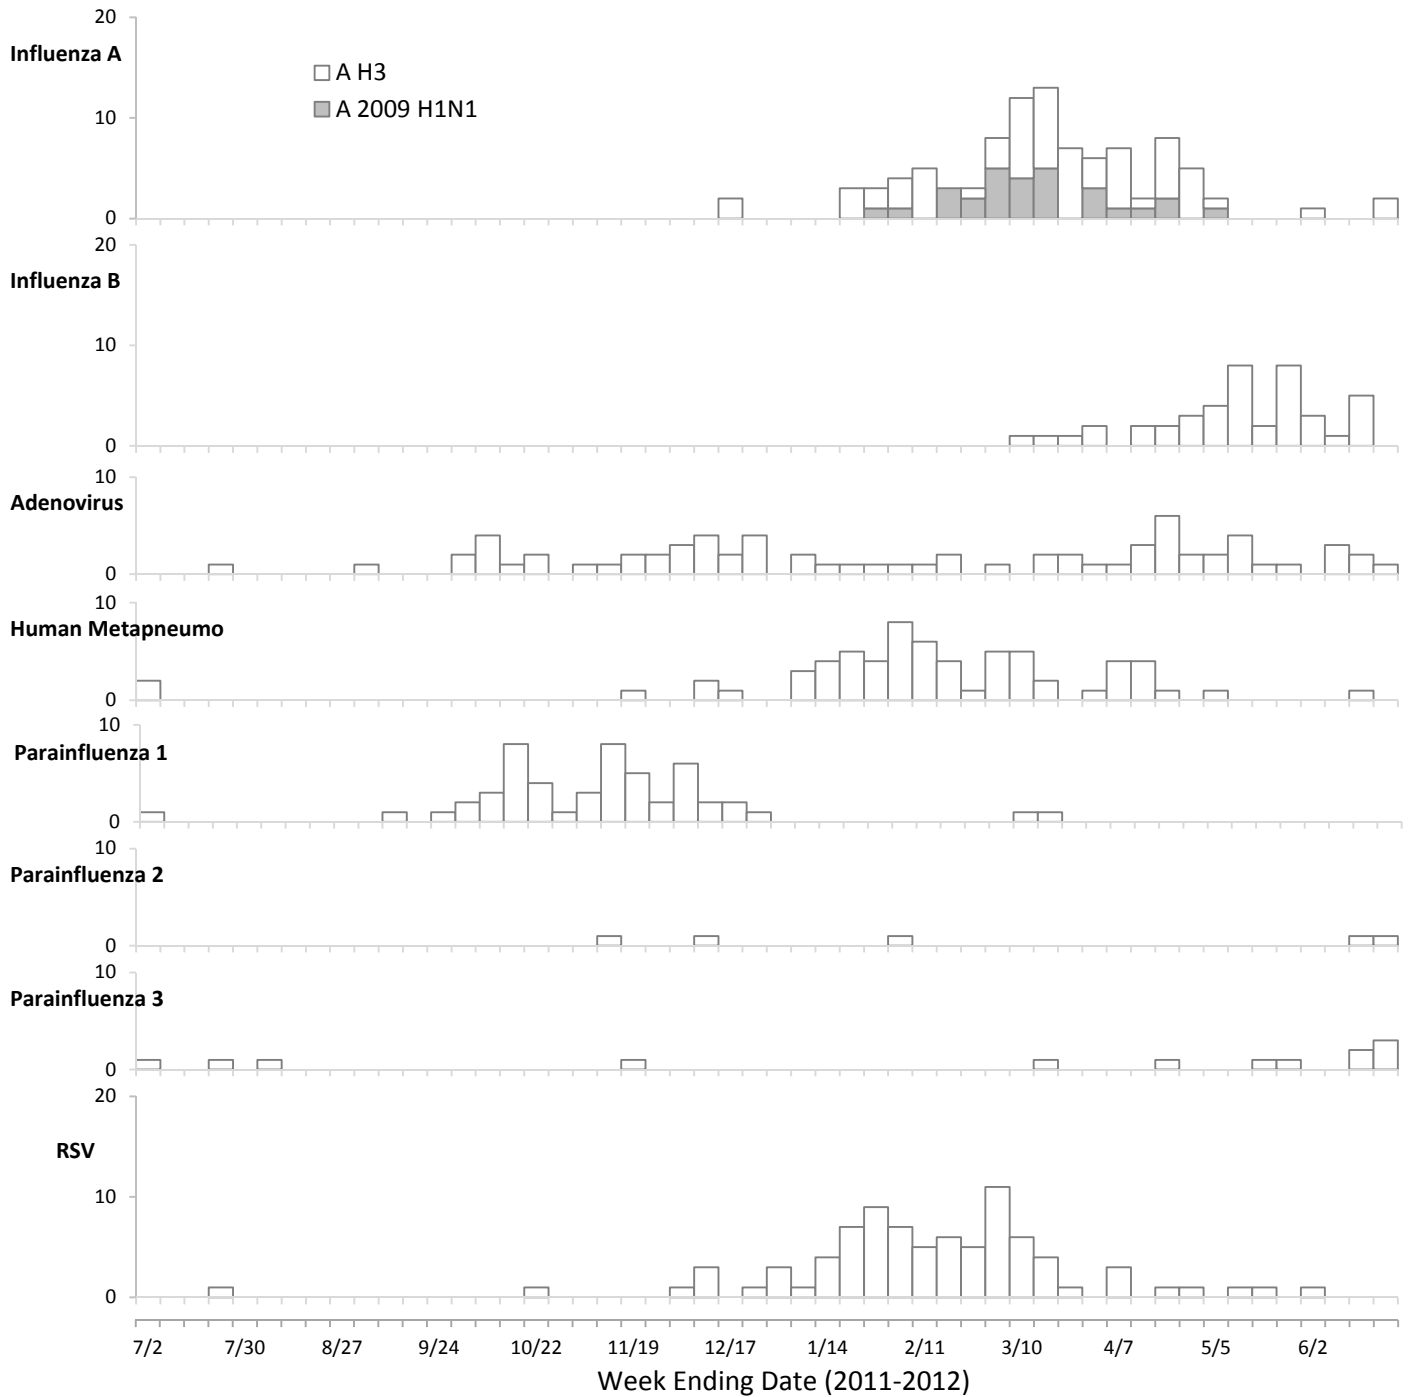 20
Influenza A
A H3
A 2009 H1N1
10
0
20
Influenza B
10
0
10
Adenovirus
0
10
Human Metapneumo
0
10
Parainfluenza 1
0
10
Parainfluenza 2
0
10
Parainfluenza 3
0
20
RSV
10
0
7/2 7/30 8/27 9/24 10/22 11/19 12/17 1/14 2/11 3/10 4/7 5/5 6/2
Week Ending Date (2011-2012)